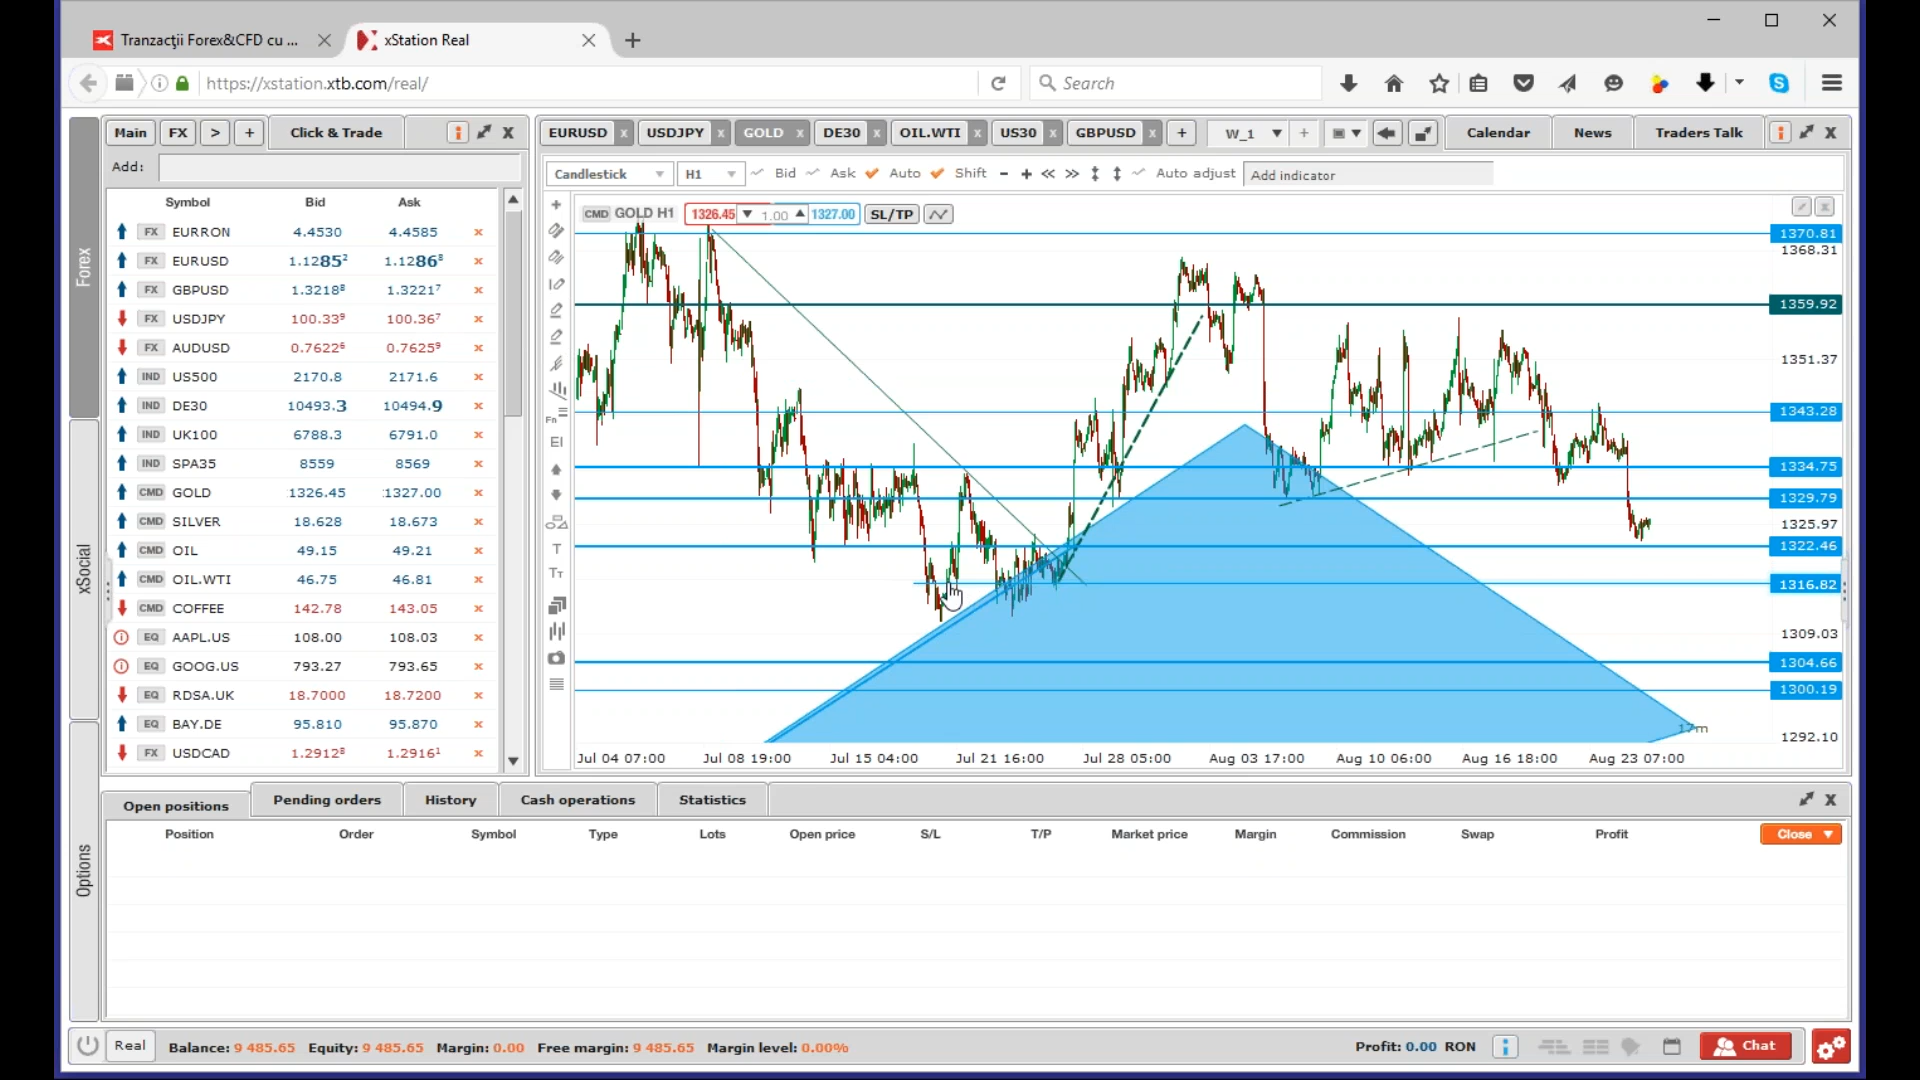 Tranzacții Forex&CFD cu ...
xStation Real
https://xstation.xtb.com/real/
Search
Main FX > + Click & Trade
EURUSD x USDJPY x GOLD x DE30 x OIL.WTI x US30 x GBPUSD x + W_1 Calendar News Traders Talk
Add:
Candlestick H1 Bid Ask Auto Shift Auto adjust Add indicator
Symbol Bid Ask
EURRON 4.4530 4.4585
FX EURUSD 1.12852 1.12868
FX GBPUSD 1.32188 1.32217
FX USDJPY 100.339 100.367
FX AUDUSD 0.76226 0.76259
IND US500 2170.8 2171.6
IND DE30 10493.3 10494.9
IND UK100 6788.3 6791.0
IND SPA35 8559 8569
CMD GOLD 1326.45 1327.00
CMD SILVER 18.628 18.673
CMD OIL 49.15 49.21
CMD OIL.WTI 46.75 46.81
CMD COFFEE 142.78 143.05
EQ AAPL.US 108.00 108.03
EQ GOOG.US 793.27 793.65
EQ RDSA.UK 18.7000 18.7200
EQ BAY.DE 95.810 95.870
FX USDCAD 1.29128 1.29161
CMD GOLD H1 1326.45 1.00 1327.00 SL/TP
1370.81
1368.31
1359.92
1351.37
1343.28
1334.75
1329.79
1325.97
1322.46
1316.82
1309.03
1304.66
1300.19
17m
1292.10
Jul 04 07:00 Jul 08 19:00 Jul 15 04:00 Jul 21 16:00 Jul 28 05:00 Aug 03 17:00 Aug 10 06:00 Aug 16 18:00 Aug 23 07:00
Forex
xSocial
Options
Open positions Pending orders History Cash operations Statistics
Position Order Symbol Type Lots Open price S/L T/P Market price Margin Commission Swap Profit Close
Real Balance: 9 485.65 Equity: 9 485.65 Margin: 0.00 Free margin: 9 485.65 Margin level: 0.00% Profit: 0.00 RON Chat